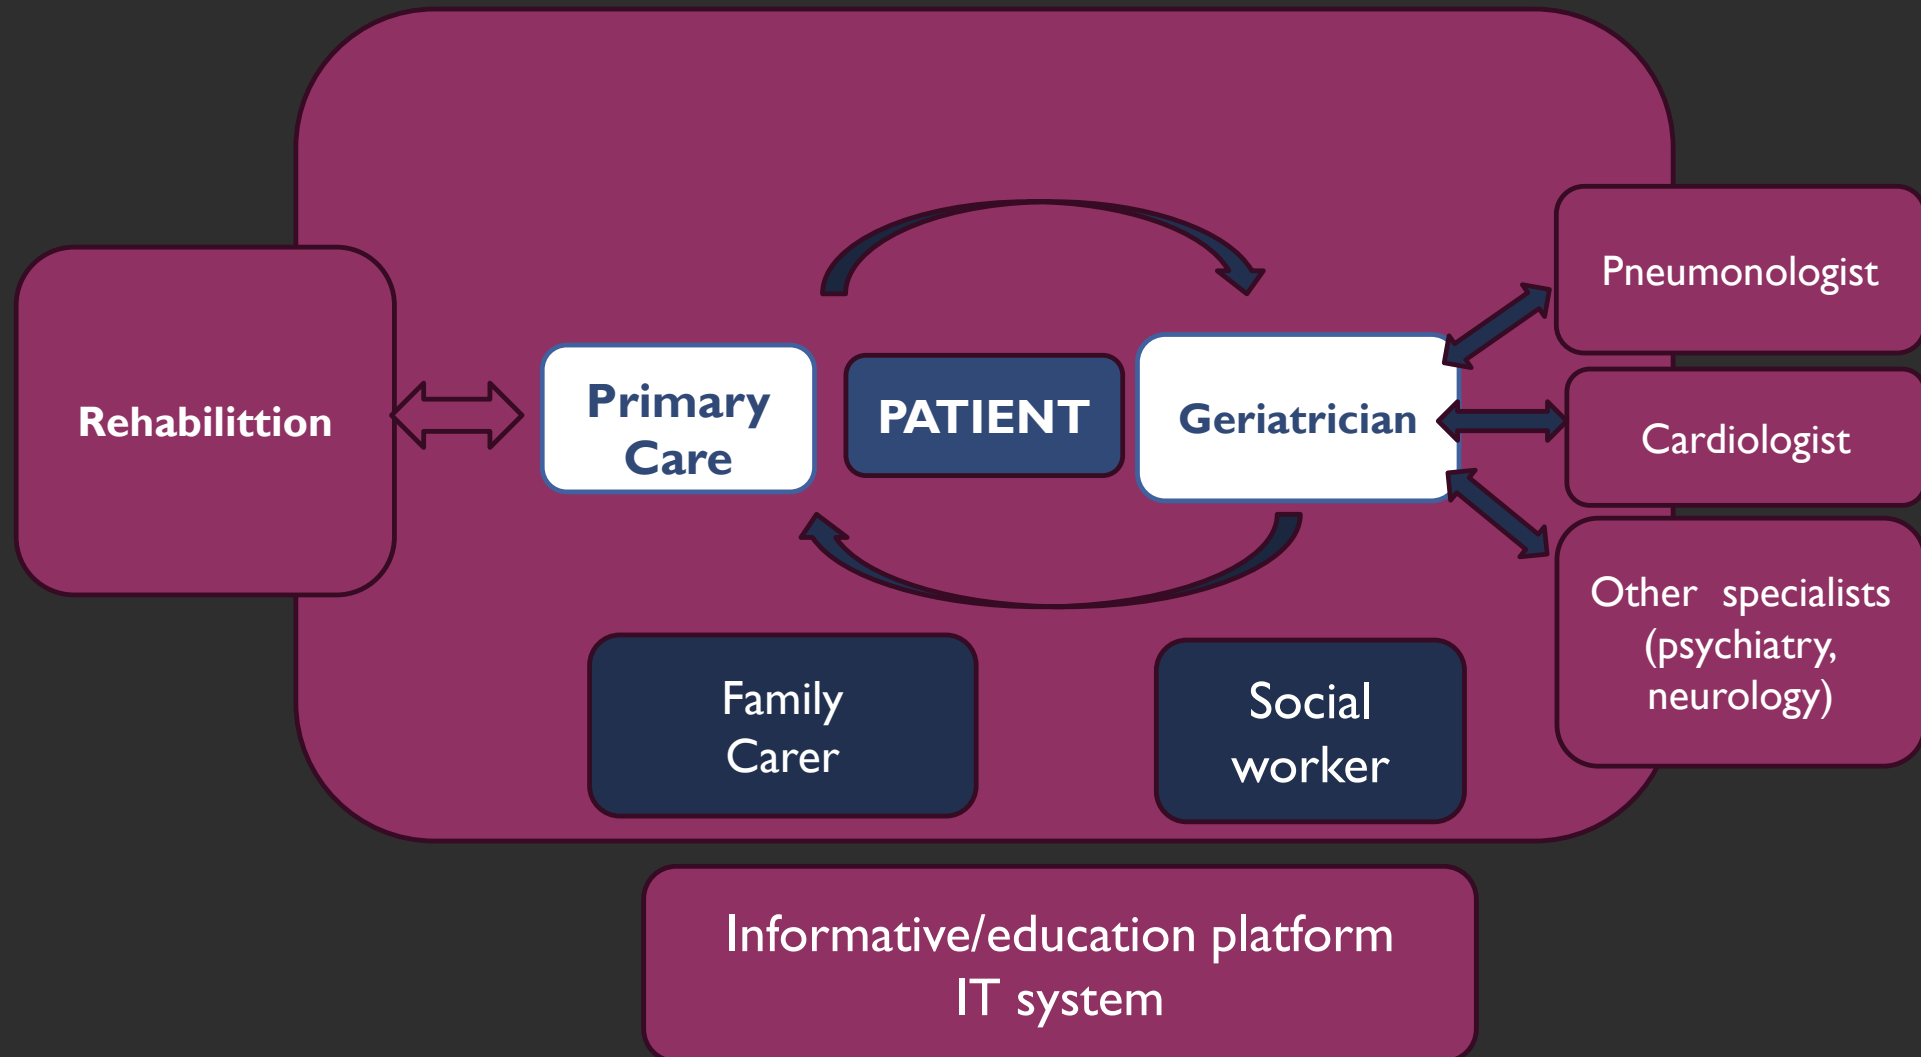 Rehabilittion
Primary
Care
PATIENT
Geriatrician
Pneumonologist
Cardiologist
Other specialists
(psychiatry,
neurology)
Family
Carer
Social
worker
Informative/education platform
IT system